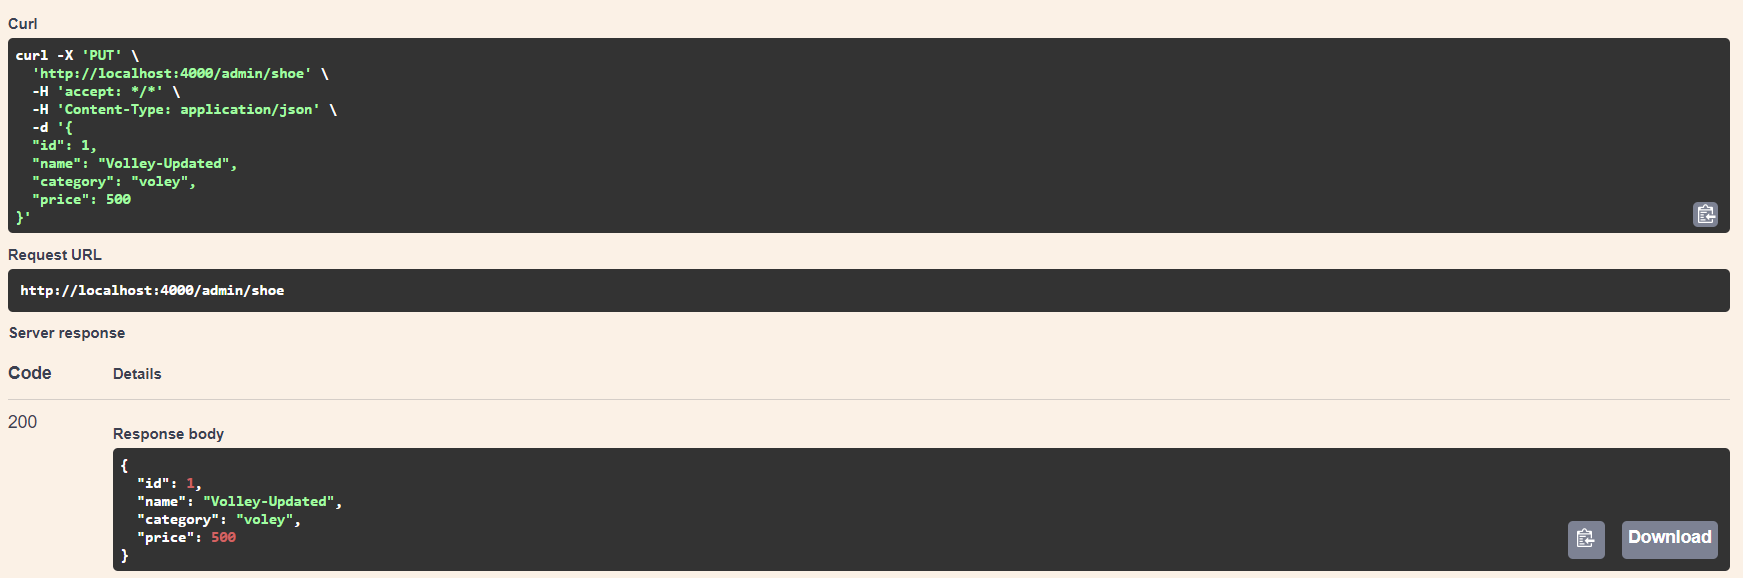 Curl
curl -X 'PUT' \
  'http://localhost:4000/admin/shoe' \
  -H 'accept: */*' \
  -H 'Content-Type: application/json' \
  -d '{
  "id": 1,
  "name": "Volley-Updated",
  "category": "voley",
  "price": 500
}'
Request URL
http://localhost:4000/admin/shoe
Server response
Code Details
200
Response body
{
  "id": 1,
  "name": "Volley-Updated",
  "category": "voley",
  "price": 500
}
Download